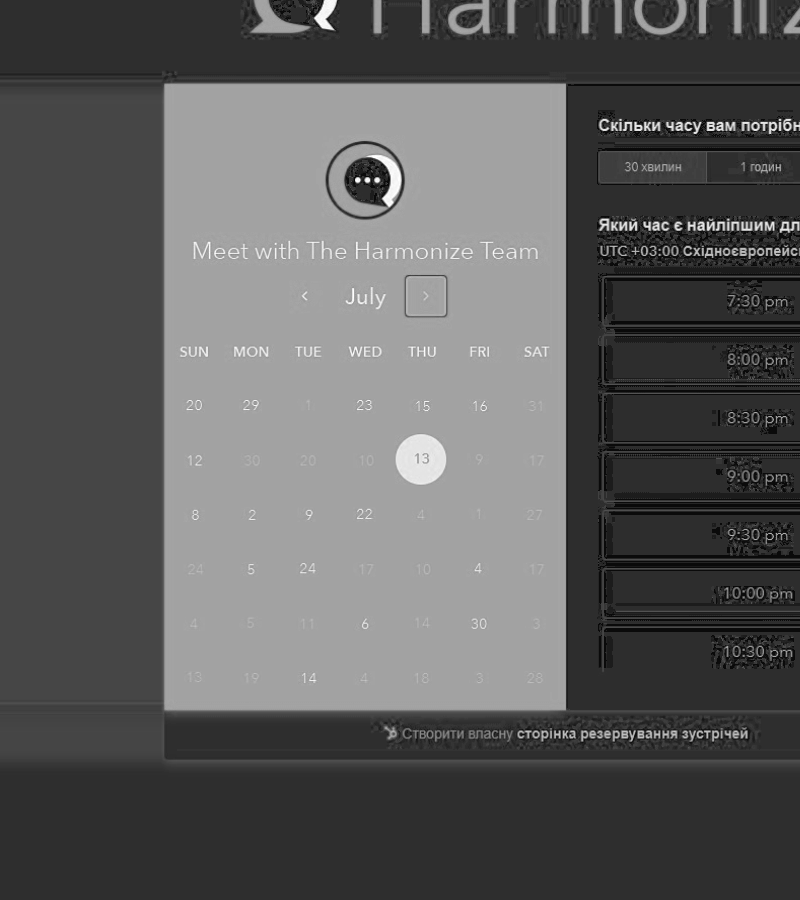 Harmoniz
Meet with The Harmonize Team
July
SUN MON TUE WED THU FRI SAT
20 29 1 23 15 16 31
12 30 20 10 13 9 17
8 2 9 22 4 1 27
24 5 24 17 10 4 17
4 5 11 6 14 30 3
13 19 14 4 18 3 28
Скільки часу вам потрібн
30 хвилин 1 годин
Який час є найліпшим дл
UTC +03:00 Східноєвропейсь
7:30 pm
8:00 pm
8:30 pm
9:00 pm
9:30 pm
10:00 pm
10:30 pm
Створити власну сторінка резервування зустрічей